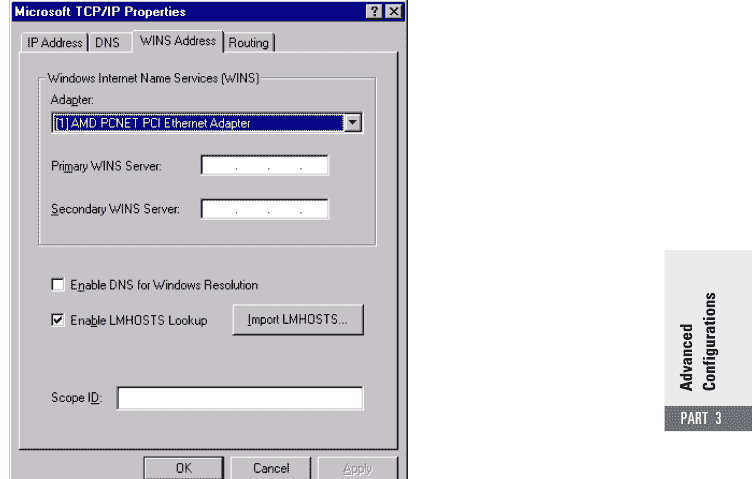 Microsoft TCP/IP Properties
IP Address DNS WINS Address Routing
Windows Internet Name Services (WINS)
Adapter:
[1] AMD PCNET PCI Ethernet Adapter
Primary WINS Server: . . .
Secondary WINS Server: . . .
Enable DNS for Windows Resolution
Enable LMHOSTS Lookup Import LMHOSTS...
Scope ID:
OK Cancel Apply
Advanced
Configurations
PART 3